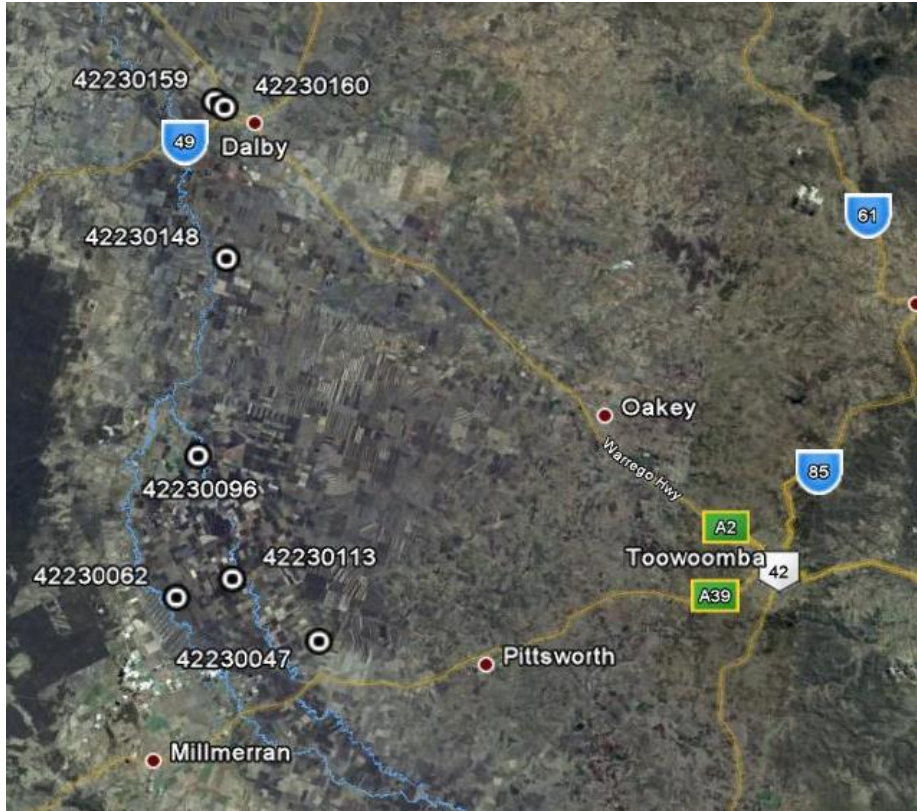 42230159
42230160
49
Dalby
61
42230148
Oakey
Warrego Hwy
42230096
85
A2
42230113
Toowoomba
42230062
42
A39
42230047
Pittsworth
Millmerran